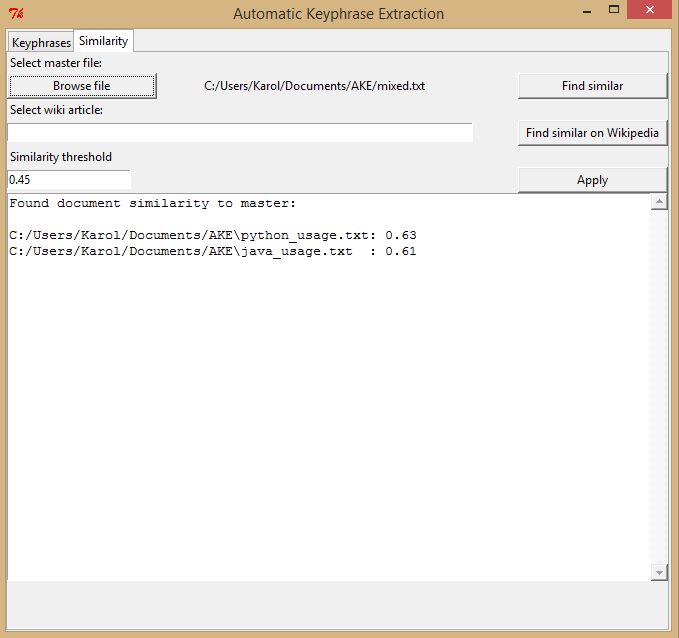 Automatic Keyphrase Extraction
Keyphrases Similarity
Select master file:
Browse file C:/Users/Karol/Documents/AKE/mixed.txt Find similar
Select wiki article:
Find similar on Wikipedia
Similarity threshold
0.45 Apply
Found document similarity to master:
C:/Users/Karol/Documents/AKE\python_usage.txt: 0.63
C:/Users/Karol/Documents/AKE\java_usage.txt  : 0.61